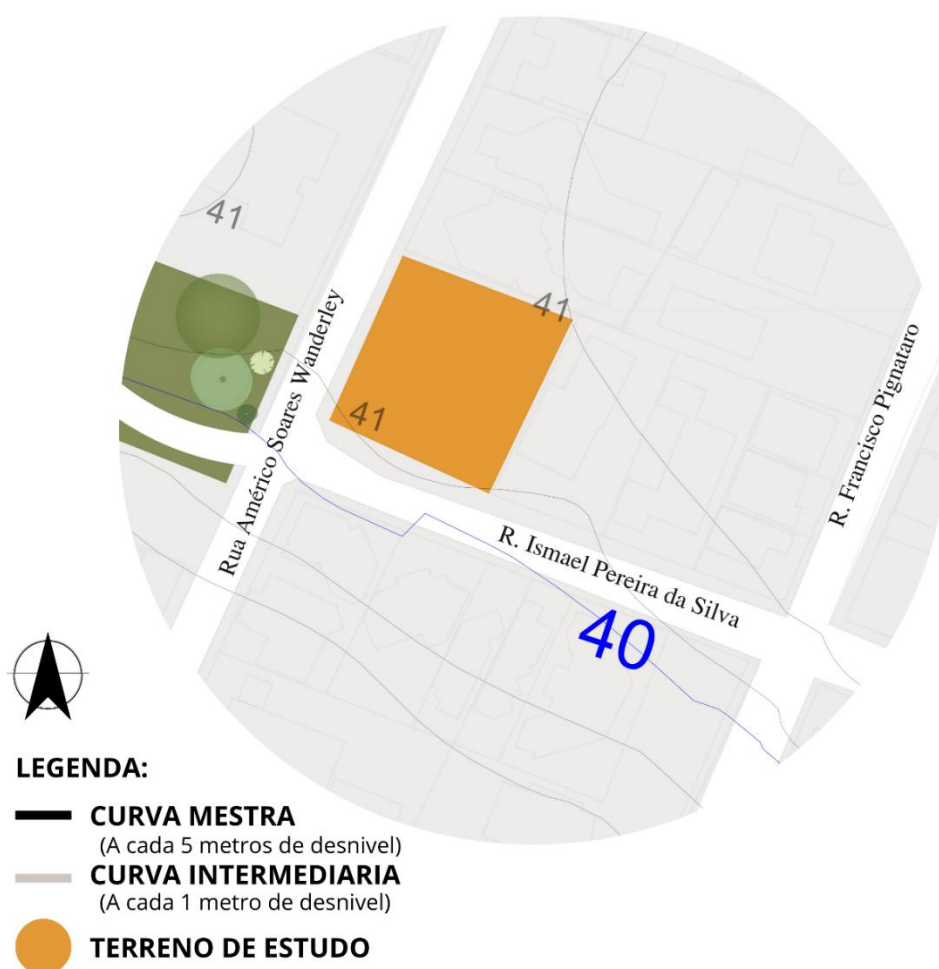 41
41
41
Rua Américo Soares Wanderley
R. Francisco Pignataro
R. Ismael Pereira da Silva
40
LEGENDA:
CURVA MESTRA
(A cada 5 metros de desnivel)
CURVA INTERMEDIARIA
(A cada 1 metro de desnivel)
TERRENO DE ESTUDO